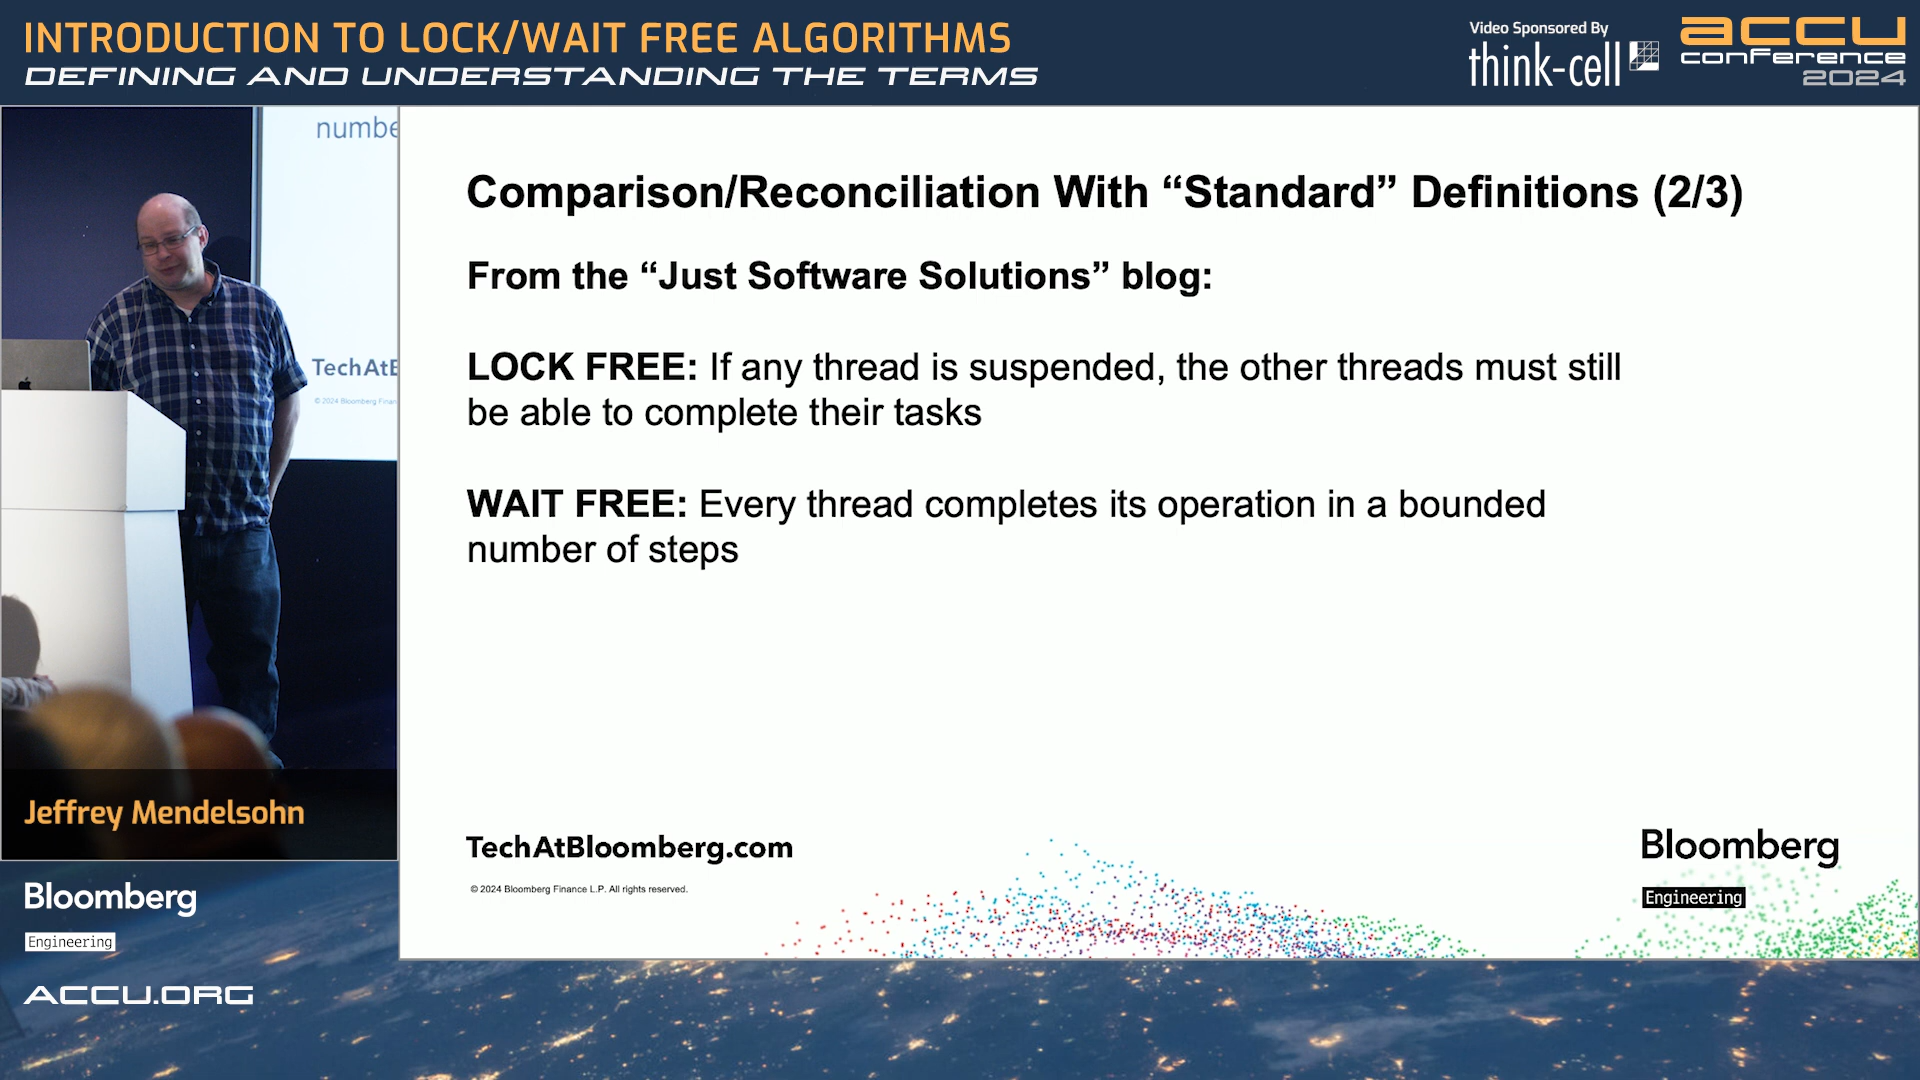 INTRODUCTION TO LOCK/WAIT FREE ALGORITHMS
DEFINING AND UNDERSTANDING THE TERMS
Video Sponsored By
think-cell
accu
conference
2024
numbe
TechAtB
© 2024 Bloomberg Finan
Comparison/Reconciliation With “Standard” Definitions (2/3)
From the “Just Software Solutions” blog:
LOCK FREE: If any thread is suspended, the other threads must still
be able to complete their tasks
WAIT FREE: Every thread completes its operation in a bounded
number of steps
TechAtBloomberg.com
© 2024 Bloomberg Finance L.P. All rights reserved.
Bloomberg
Engineering
Jeffrey Mendelsohn
Bloomberg
Engineering
ACCU.ORG